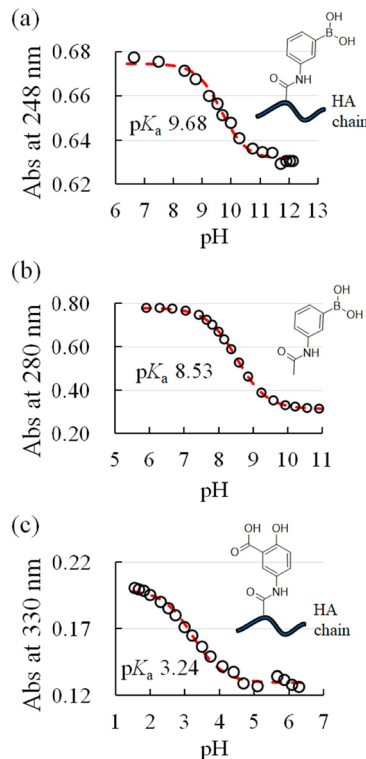 (a)
Abs at 248 nm
0.68
0.66
0.64
0.62
pKa 9.68
6 7 8 9 10 11 12 13
pH
OH
B
OH
NH
O
HA
chain
(b)
Abs at 280 nm
0.80
0.60
0.40
0.20
pKa 8.53
5 6 7 8 9 10 11
pH
OH
B
OH
NH
O
(c)
Abs at 330 nm
0.22
0.17
0.12
pKa 3.24
1 2 3 4 5 6 7
pH
OH OH
O
NH
O
HA
chain